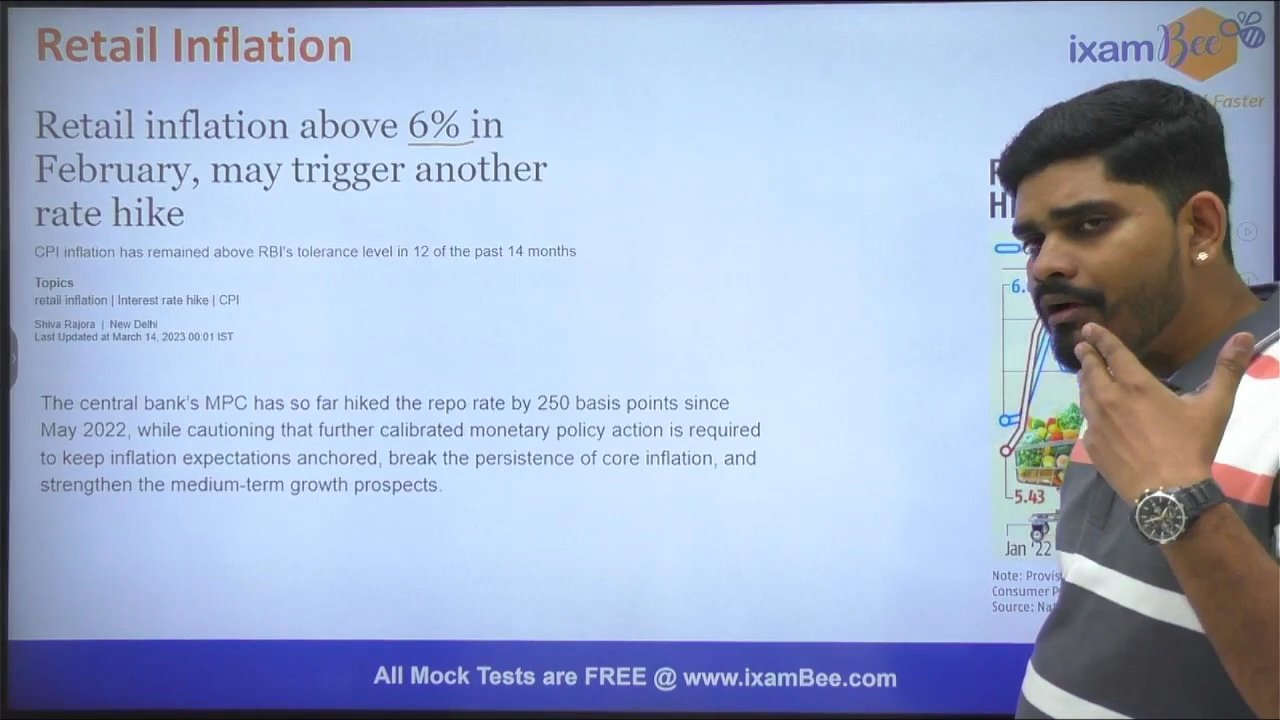 Retail Inflation
ixamBee
Faster
Retail inflation above 6% in
February, may trigger another
rate hike
CPI inflation has remained above RBI's tolerance level in 12 of the past 14 months
Topics
retail inflation | Interest rate hike | CPI
Shiva Rajora | New Delhi
Last Updated at March 14, 2023 00:01 IST
The central bank's MPC has so far hiked the repo rate by 250 basis points since
May 2022, while cautioning that further calibrated monetary policy action is required
to keep inflation expectations anchored, break the persistence of core inflation, and
strengthen the medium-term growth prospects.
5.43
Jan '22
Note:
Consumer
Source:
All Mock Tests are FREE @ www.ixamBee.com